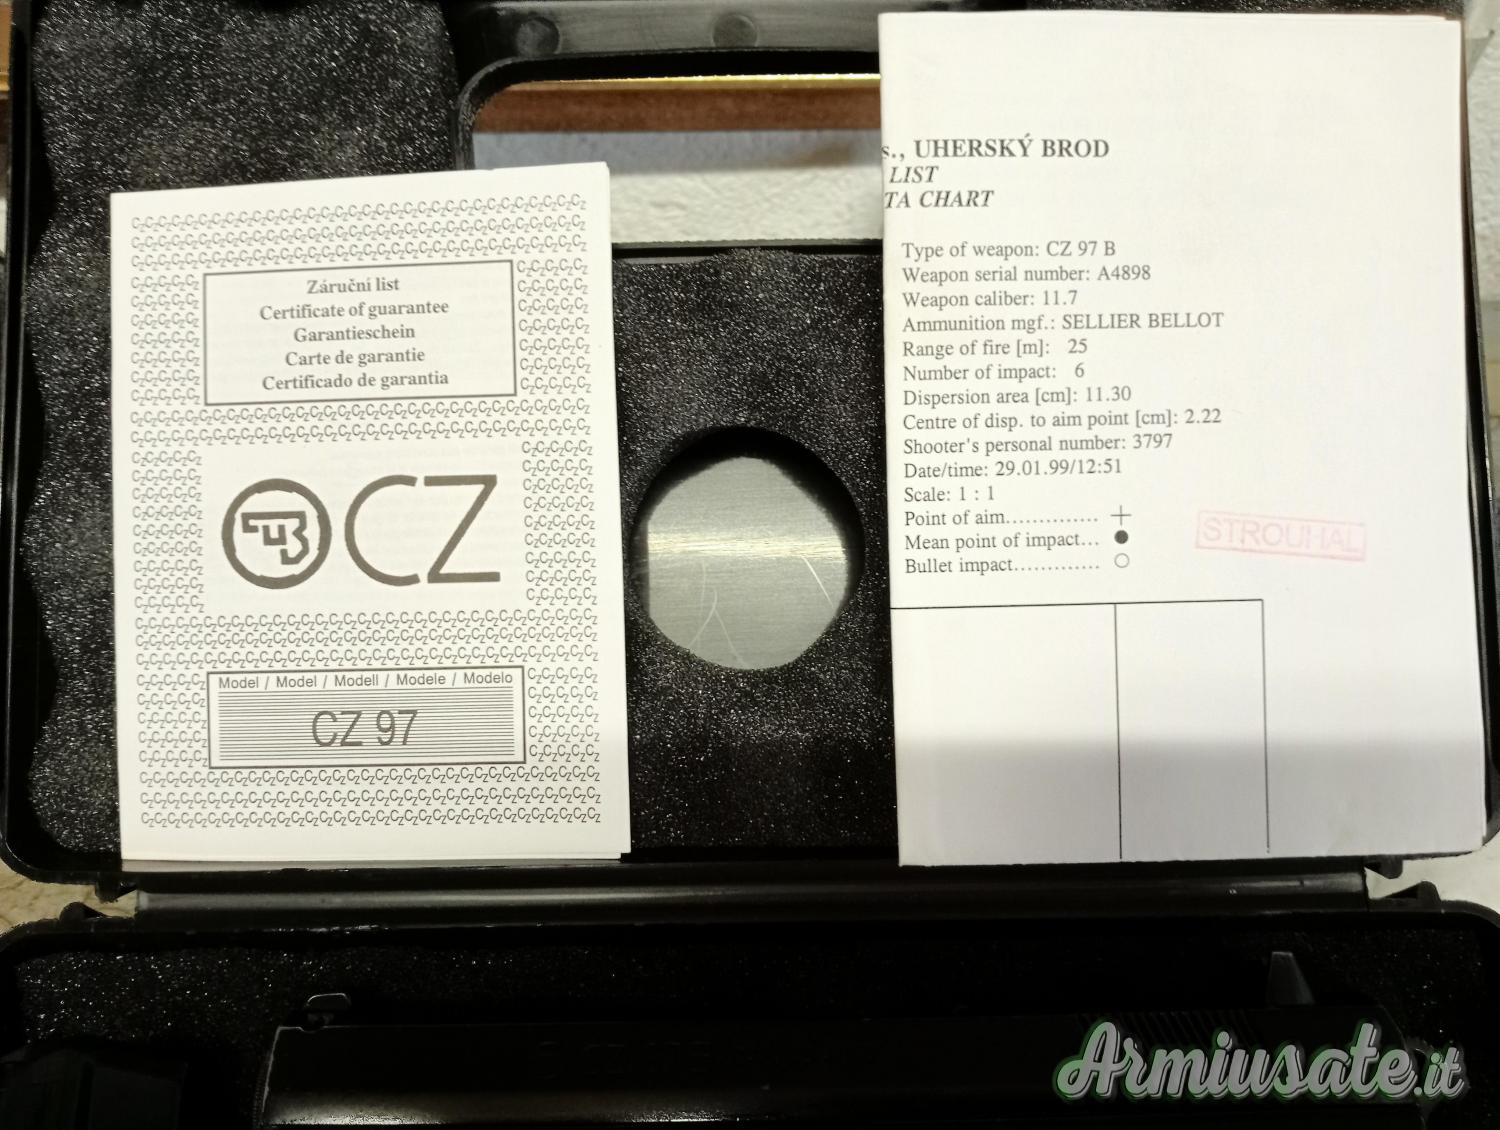 Záruční list
Certificate of guarantee
Garantieschein
Carte de garantie
Certificado de garantia
CZ
Model / Model / Modell / Modele / Modelo
CZ 97
s., UHERSKÝ BROD
LIST
TA CHART
Type of weapon: CZ 97 B
Weapon serial number: A4898
Weapon caliber: 11.7
Ammunition mgf.: SELLIER BELLOT
Range of fire [m]: 25
Number of impact: 6
Dispersion area [cm]: 11.30
Centre of disp. to aim point [cm]: 2.22
Shooter's personal number: 3797
Date/time: 29.01.99/12:51
Scale: 1 : 1
Point of aim..............
Mean point of impact...
Bullet impact.............
STROUHAL
Armiusate.it